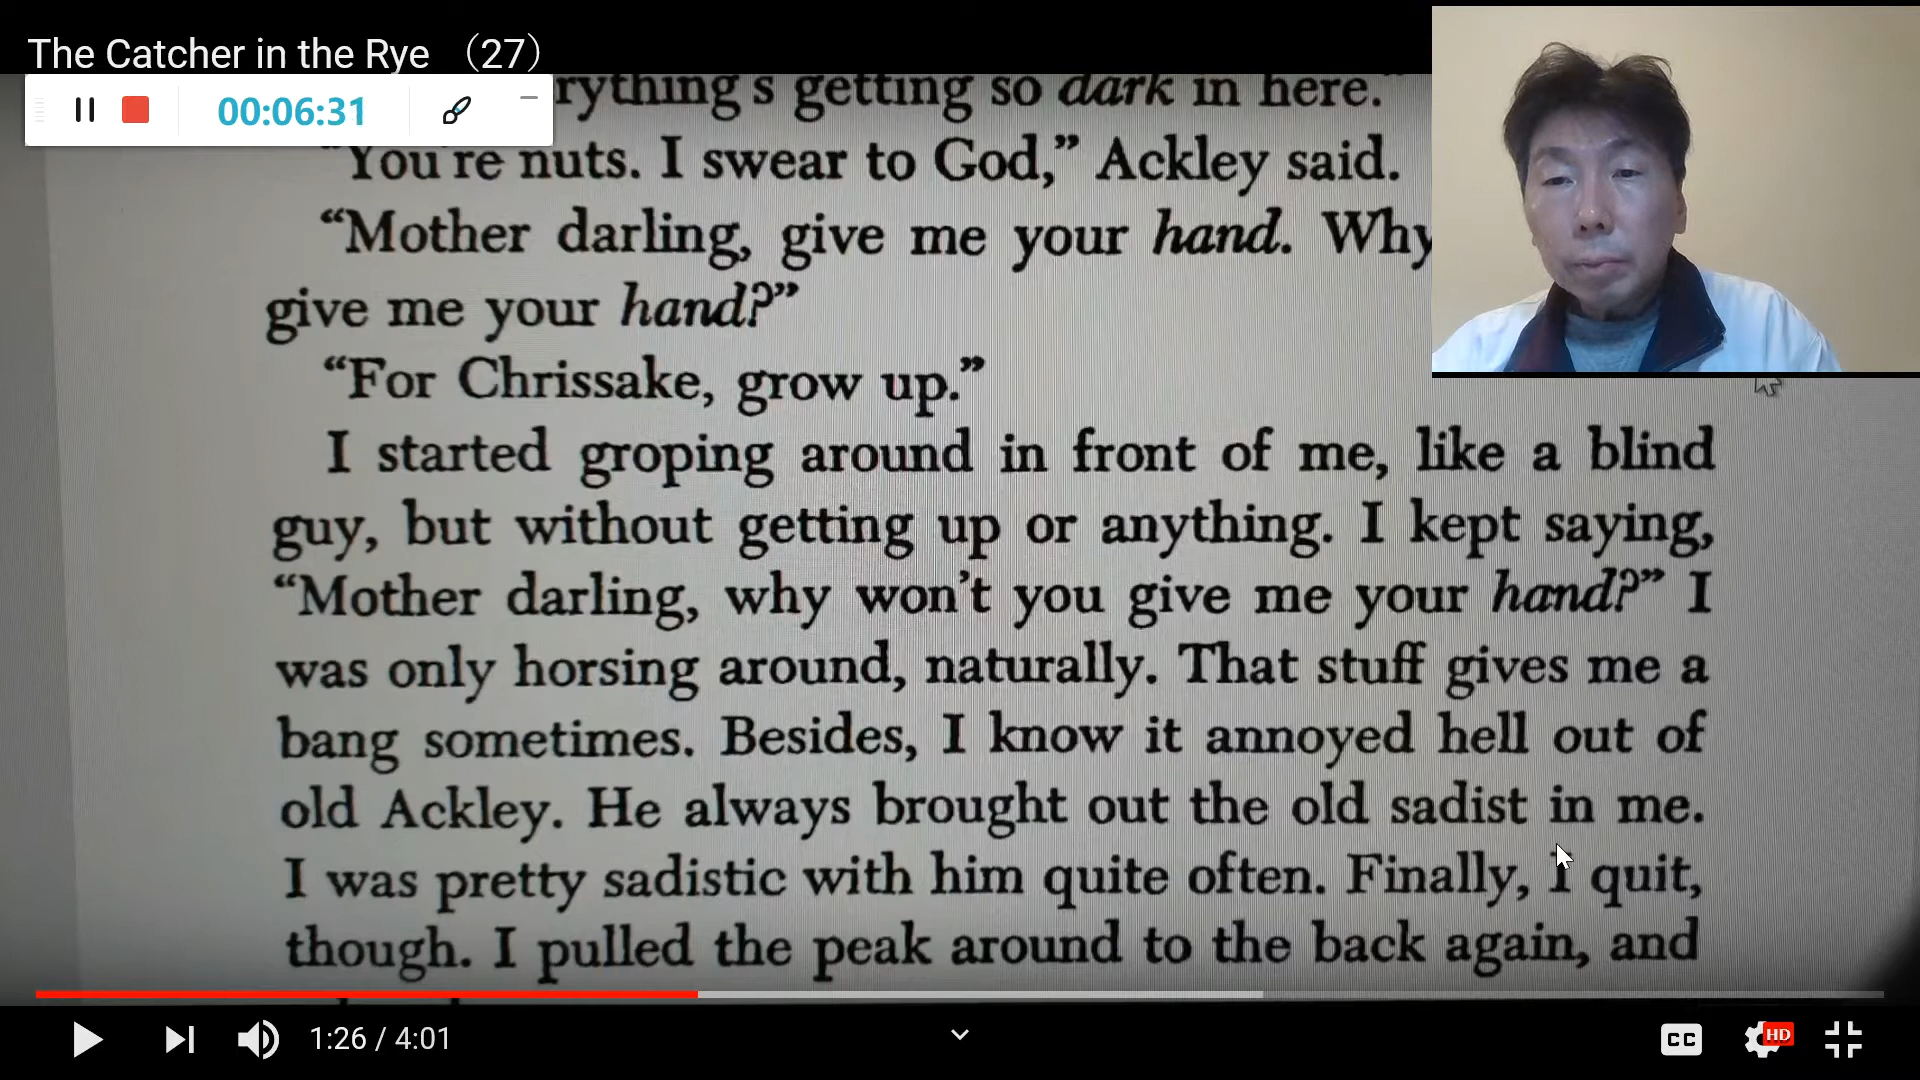 The Catcher in the Rye （27）
00:06:31
rything's getting so dark in here."
"You're nuts. I swear to God,” Ackley said.
“Mother darling, give me your hand. Why
give me your hand?”
“For Chrissake, grow up.”
I started groping around in front of me, like a blind
guy, but without getting up or anything. I kept saying,
“Mother darling, why won’t you give me your hand?” I
was only horsing around, naturally. That stuff gives me a
bang sometimes. Besides, I know it annoyed hell out of
old Ackley. He always brought out the old sadist in me.
I was pretty sadistic with him quite often. Finally, I quit,
though. I pulled the peak around to the back again, and
1:26 / 4:01
CC
HD